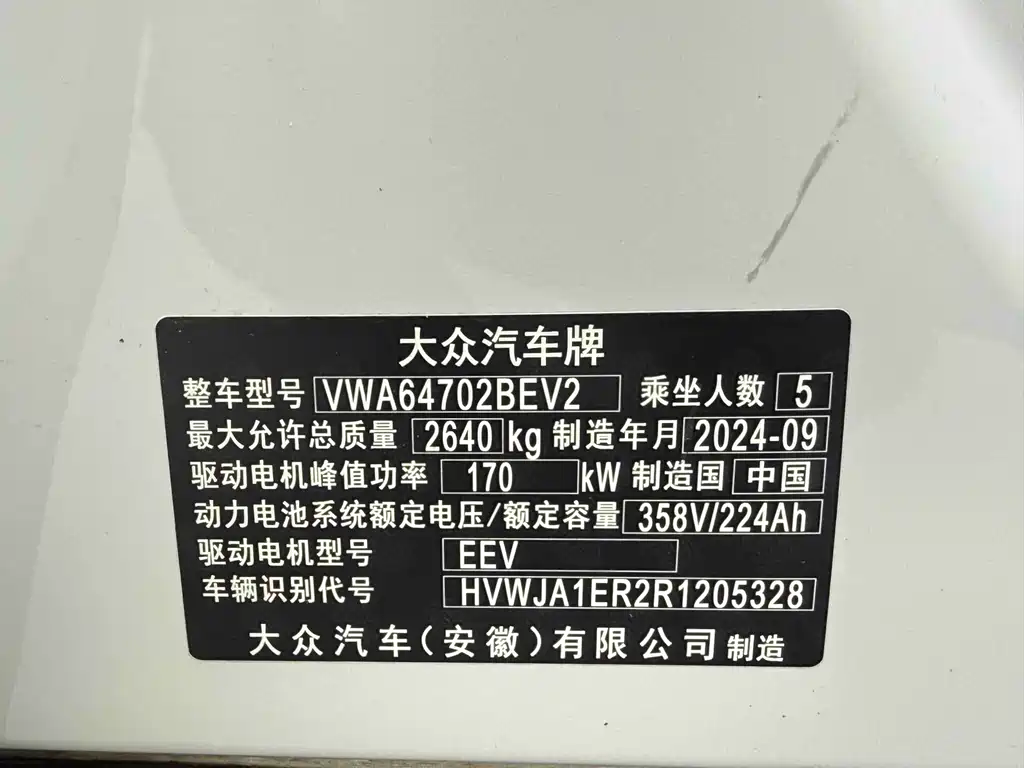 大众汽车牌
整车型号 VWA64702BEV2 乘坐人数 5
最大允许总质量 2640 kg 制造年月 2024-09
驱动电机峰值功率 170 kW 制造国 中国
动力电池系统额定电压/额定容量 358V/224Ah
驱动电机型号 EEV
车辆识别代号 HVWJA1ER2R1205328
大众汽车(安徽)有限公司 制造